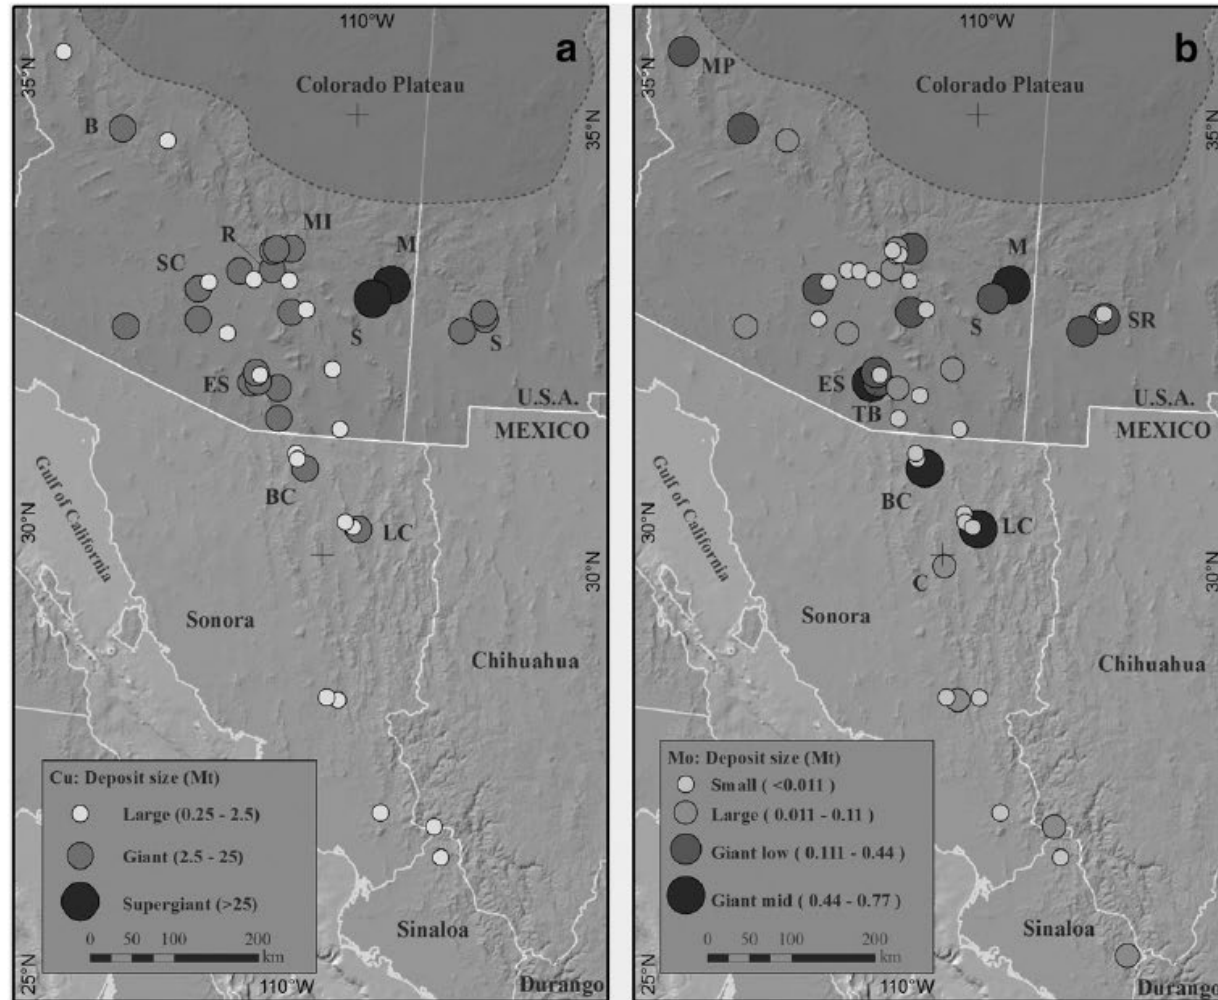 110°W
a
35°N
Colorado Plateau
35°N
B
MI
R
M
SC
S
S
ES
U.S.A.
MEXICO
BC
LC
Gulf of California
30°N
30°N
Sonora
Chihuahua
Cu: Deposit size (Mt)
Large (0.25 - 2.5)
Giant (2.5 - 25)
Supergiant (>25)
0 50 100 200
km
Sinaloa
25°N
110°W
Durango
110°W
b
35°N
MP
Colorado Plateau
35°N
M
S
SR
ES
TB
U.S.A.
MEXICO
BC
LC
Gulf of California
30°N
30°N
C
Sonora
Chihuahua
Mo: Deposit size (Mt)
Small ( <0.011 )
Large ( 0.011 - 0.11 )
Giant low ( 0.111 - 0.44 )
Giant mid ( 0.44 - 0.77 )
0 50 100 200
km
Sinaloa
25°N
110°W
Durango